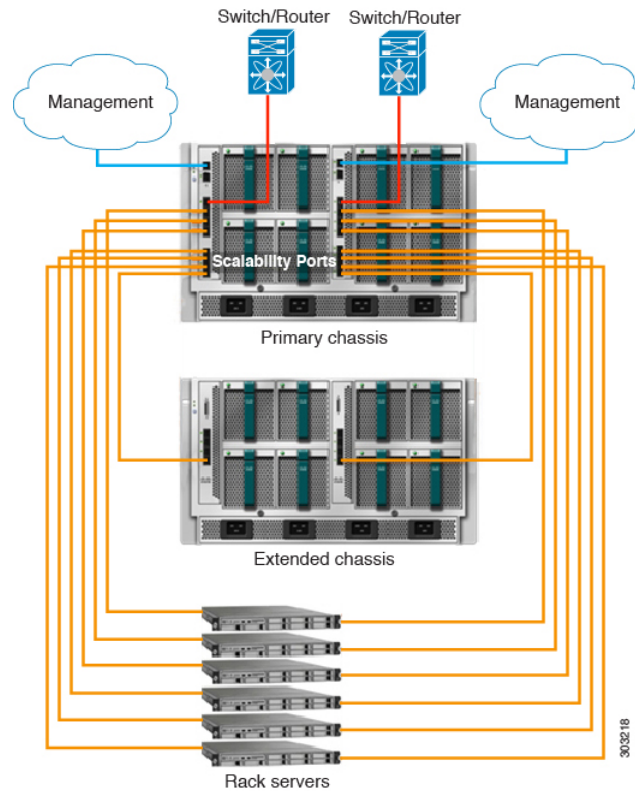 Switch/Router
Switch/Router
Management
Management
Scalability Ports
Primary chassis
Extended chassis
Rack servers
303218